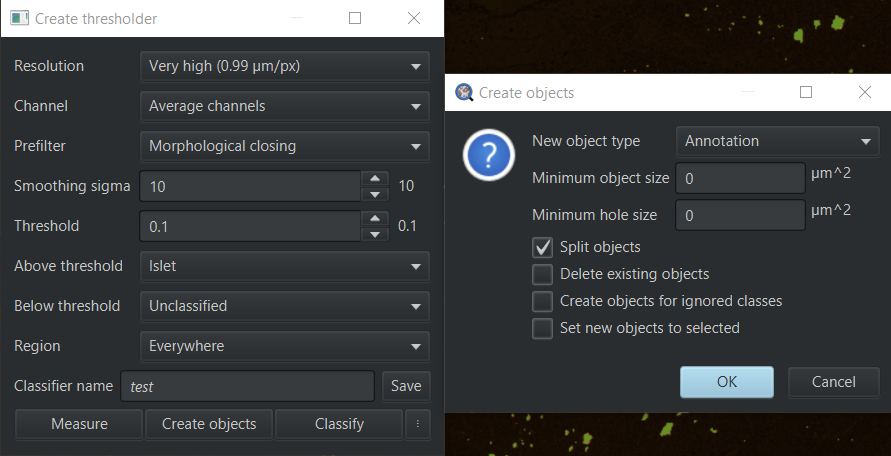 Create thresholder
Resolution Very high (0.99 µm/px)
Channel Average channels
Prefilter Morphological closing
Smoothing sigma 10 10
Threshold 0.1 0.1
Above threshold Islet
Below threshold Unclassified
Region Everywhere
Classifier name test Save
Measure Create objects Classify
Create objects
?
New object type Annotation
Minimum object size 0 µm^2
Minimum hole size 0 µm^2
Split objects
Delete existing objects
Create objects for ignored classes
Set new objects to selected
OK Cancel